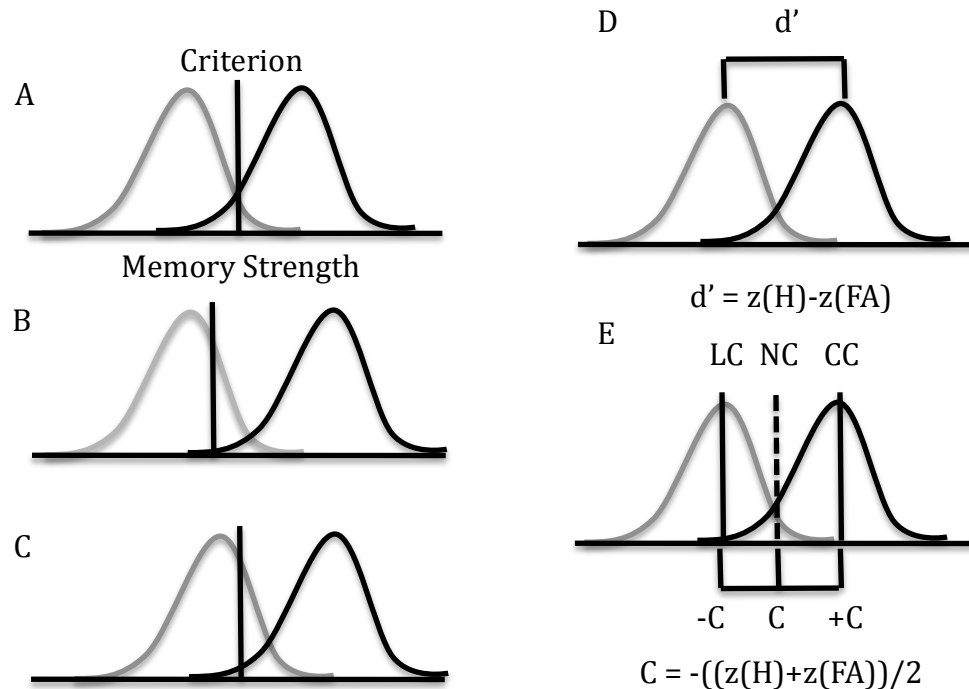 A
Criterion
Memory Strength
B
C
D
d’
d’ = z(H)-z(FA)
E
LC NC CC
-C C +C
C = -((z(H)+z(FA))/2